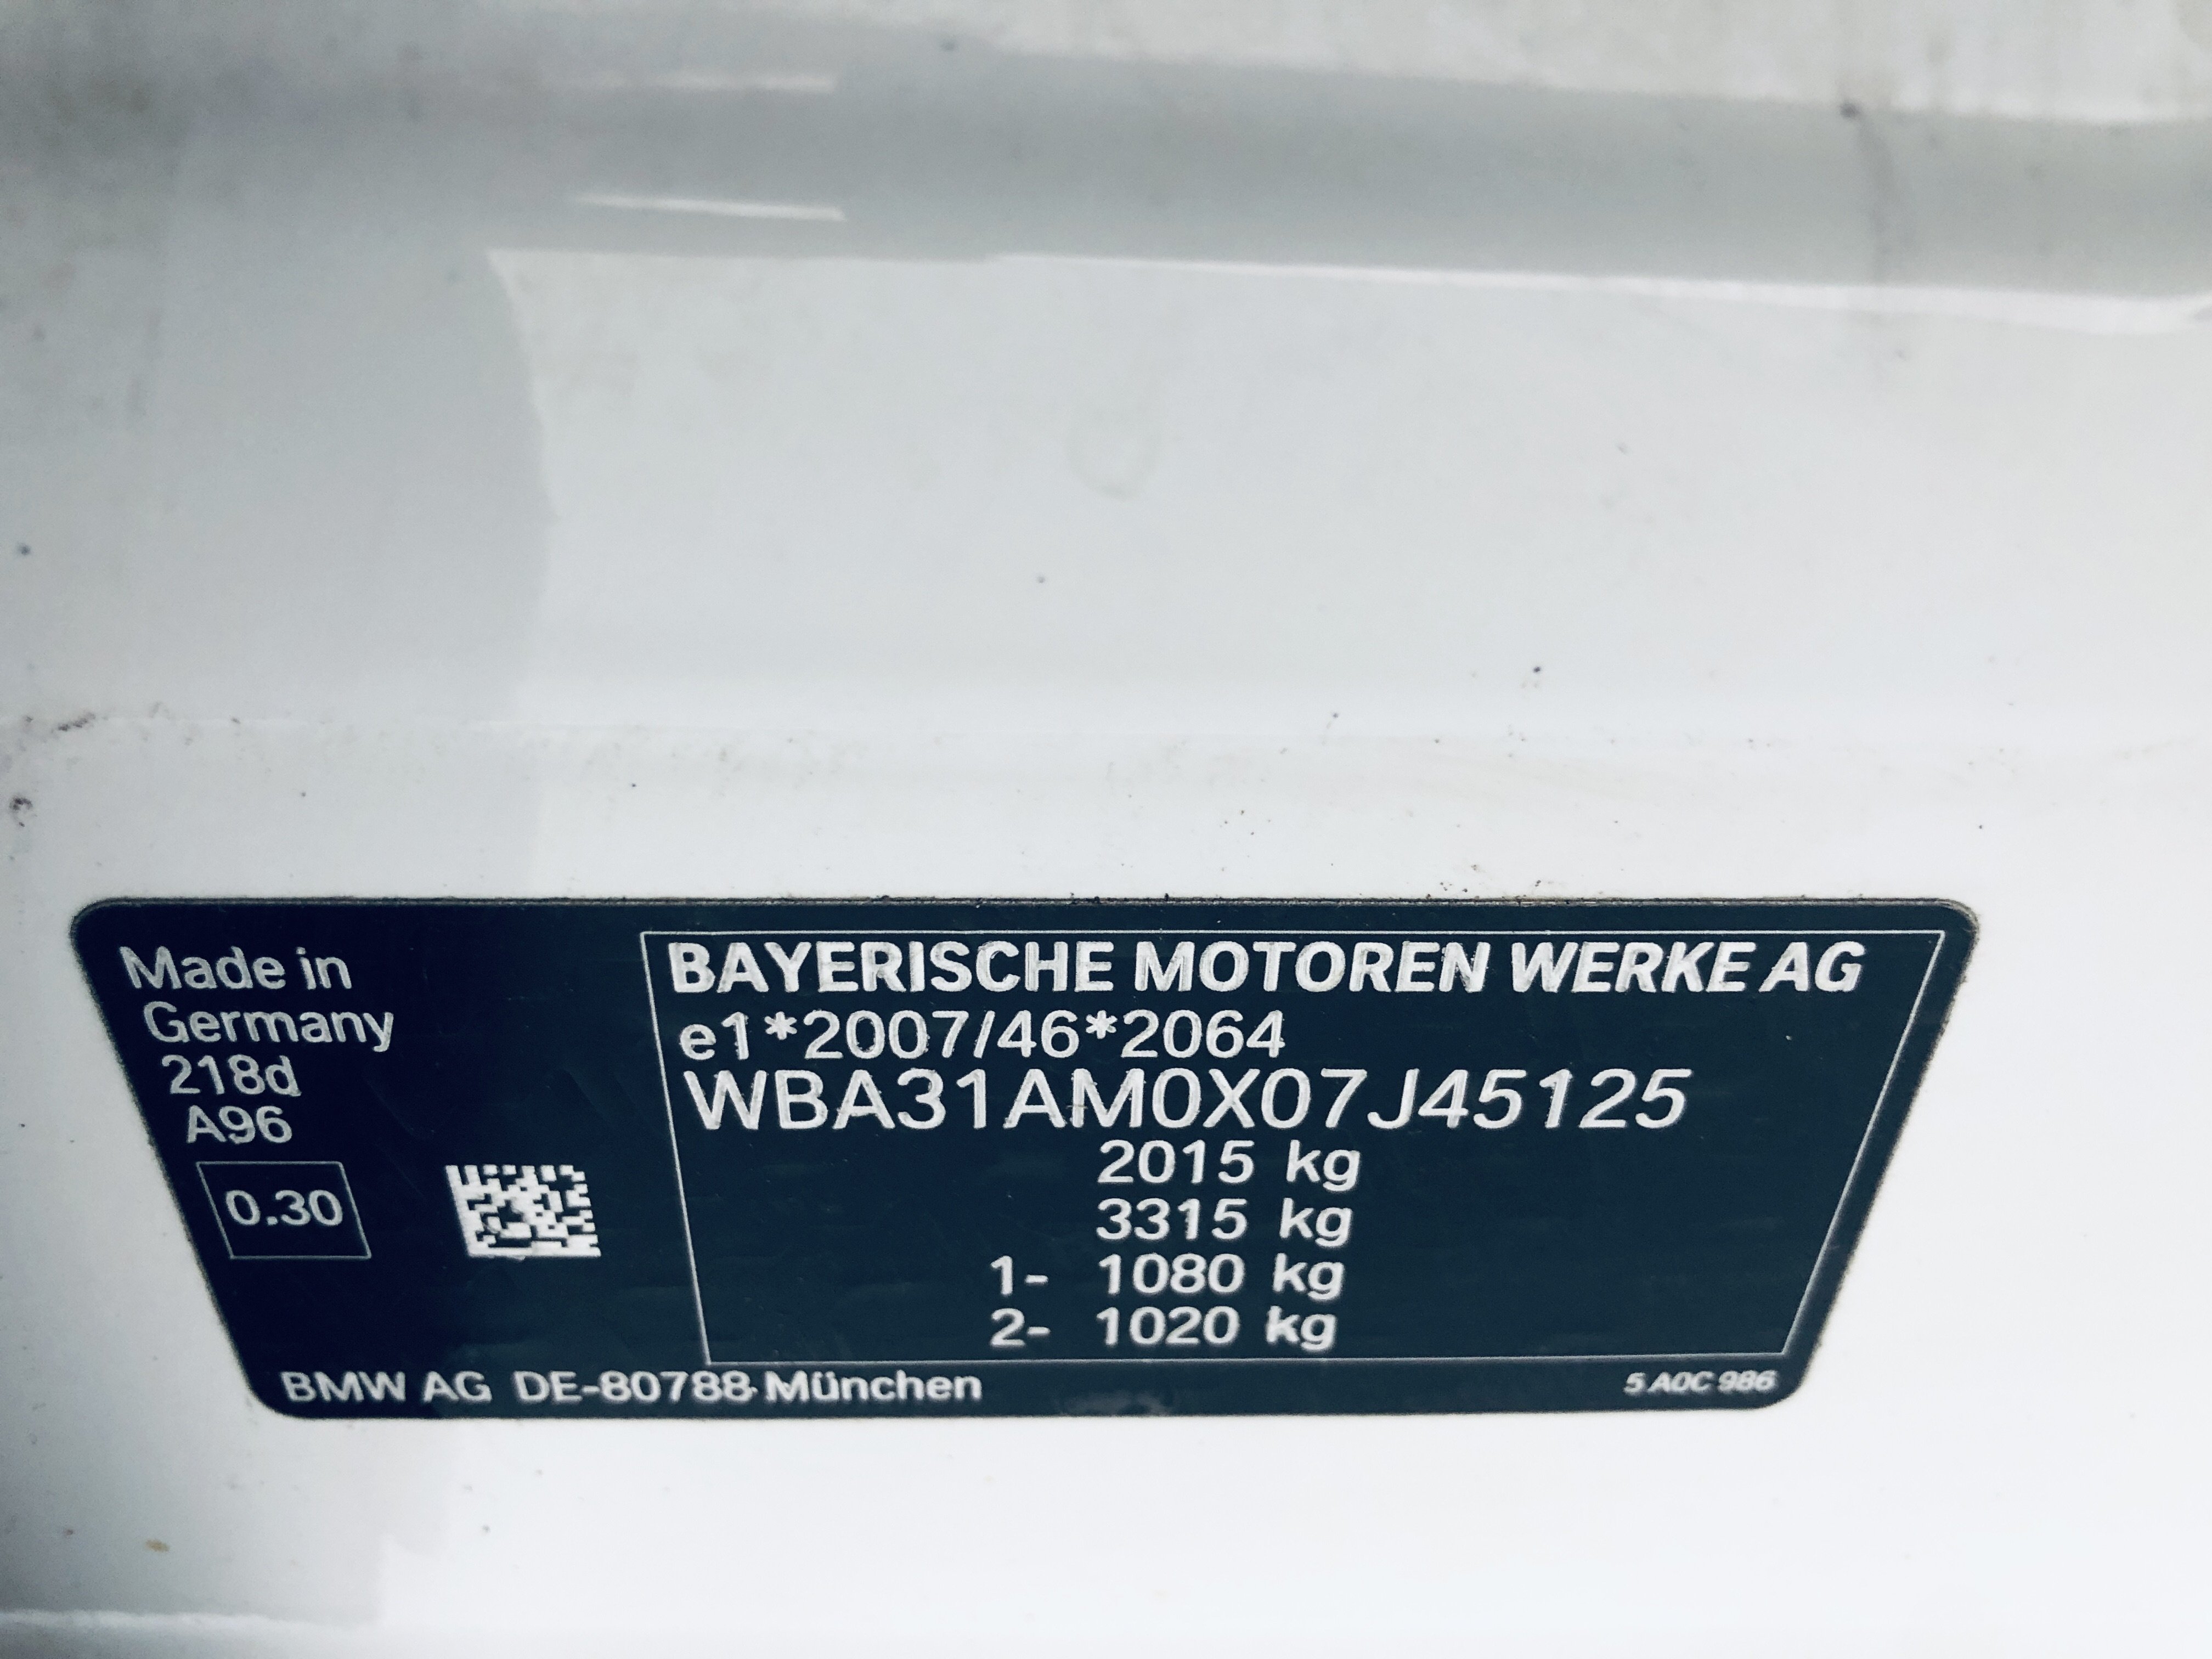 Made in
Germany
218d
A96
0.30
BAYERISCHE MOTOREN WERKE AG
e1*2007/46*2064
WBA31AM0X07J45125
2015 kg
3315 kg
1- 1080 kg
2- 1020 kg
BMW AG DE-80788 München
5 A0C 986